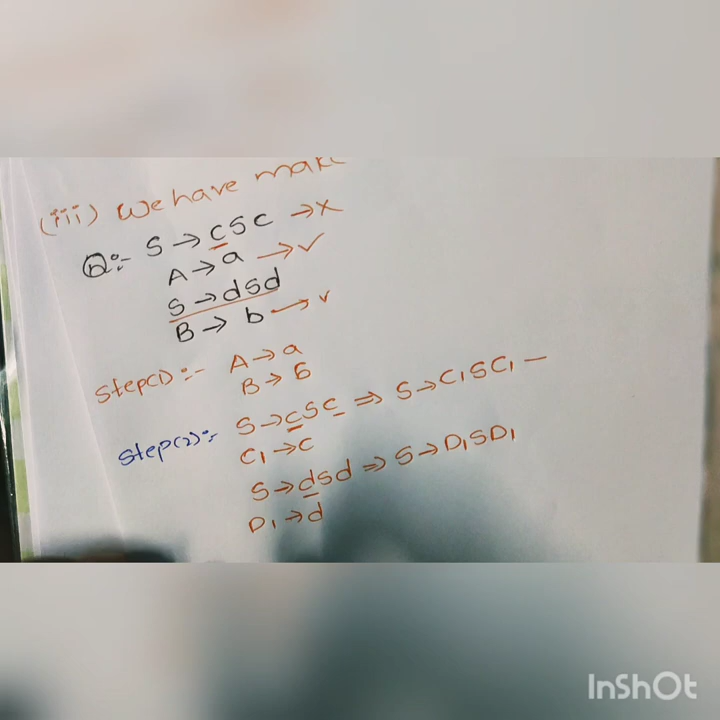 (iii) We have make
Q:- S → cSc → x
A → a → ✓
S → dSd
B → b → ✓
Step(1):- A → a
B → b
Step(2):- S → cSc ⇒ S → C₁SC₁ —
C₁ → c
S → dSd ⇒ S → D₁SD₁
D₁ → d
InShOt